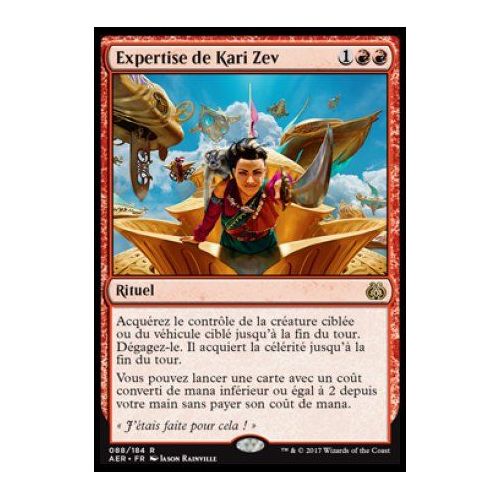 Expertise de Kari Zev 1
Rituel
Acquérez le contrôle de la créature ciblée
ou du véhicule ciblé jusqu'à la fin du tour.
Dégagez-le. Il acquiert la célérité jusqu'à la
fin du tour.
Vous pouvez lancer une carte avec un coût
converti de mana inférieur ou égal à 2 depuis
votre main sans payer son coût de mana.
« J'étais faite pour cela ! »
088/184 R
AER • FR Jason Rainville
™ & © 2017 Wizards of the Coast